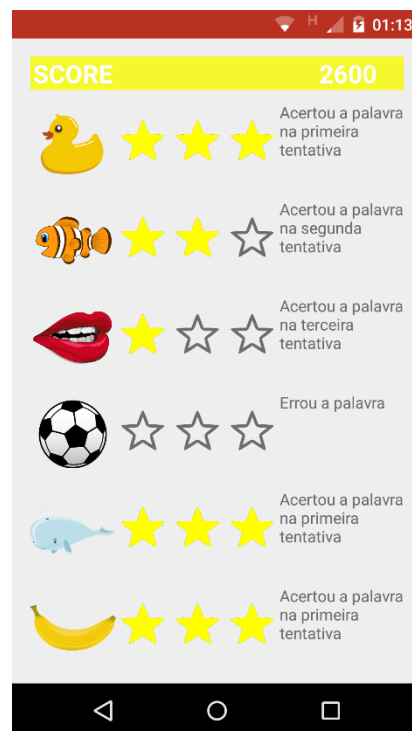 H 01:13
SCORE 2600
Acertou a palavra
na primeira
tentativa
Acertou a palavra
na segunda
tentativa
Acertou a palavra
na terceira
tentativa
Errou a palavra
Acertou a palavra
na primeira
tentativa
Acertou a palavra
na primeira
tentativa